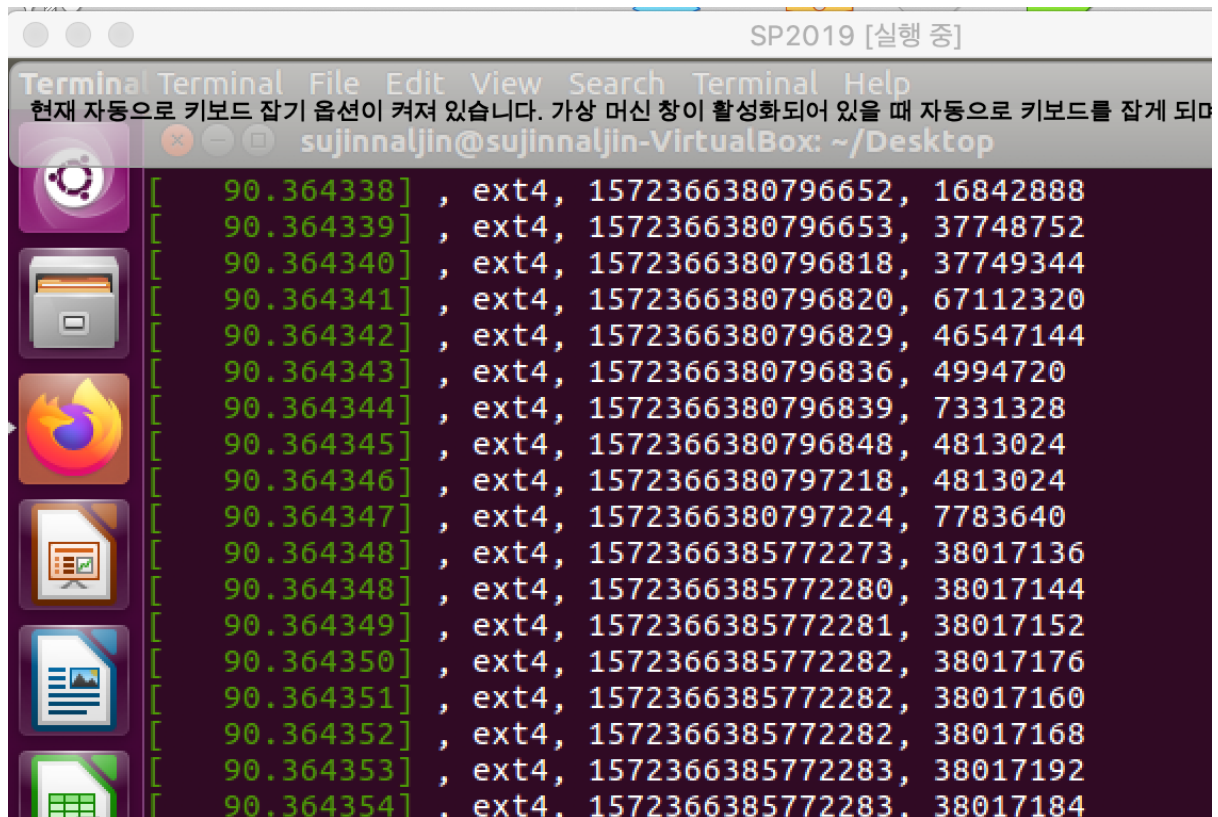 SP2019 [실행 중]
Terminal Terminal File Edit View Search Terminal Help
현재 자동으로 키보드 잡기 옵션이 켜져 있습니다. 가상 머신 창이 활성화되어 있을 때 자동으로 키보드를 잡게 되며
sujinnaljin@sujinnaljin-VirtualBox: ~/Desktop
[ 90.364338] , ext4, 1572366380796652, 16842888
[ 90.364339] , ext4, 1572366380796653, 37748752
[ 90.364340] , ext4, 1572366380796818, 37749344
[ 90.364341] , ext4, 1572366380796820, 67112320
[ 90.364342] , ext4, 1572366380796829, 46547144
[ 90.364343] , ext4, 1572366380796836, 4994720
[ 90.364344] , ext4, 1572366380796839, 7331328
[ 90.364345] , ext4, 1572366380796848, 4813024
[ 90.364346] , ext4, 1572366380797218, 4813024
[ 90.364347] , ext4, 1572366380797224, 7783640
[ 90.364348] , ext4, 1572366385772273, 38017136
[ 90.364348] , ext4, 1572366385772280, 38017144
[ 90.364349] , ext4, 1572366385772281, 38017152
[ 90.364350] , ext4, 1572366385772282, 38017176
[ 90.364351] , ext4, 1572366385772282, 38017160
[ 90.364352] , ext4, 1572366385772282, 38017168
[ 90.364353] , ext4, 1572366385772283, 38017192
[ 90.364354] , ext4, 1572366385772283, 38017184